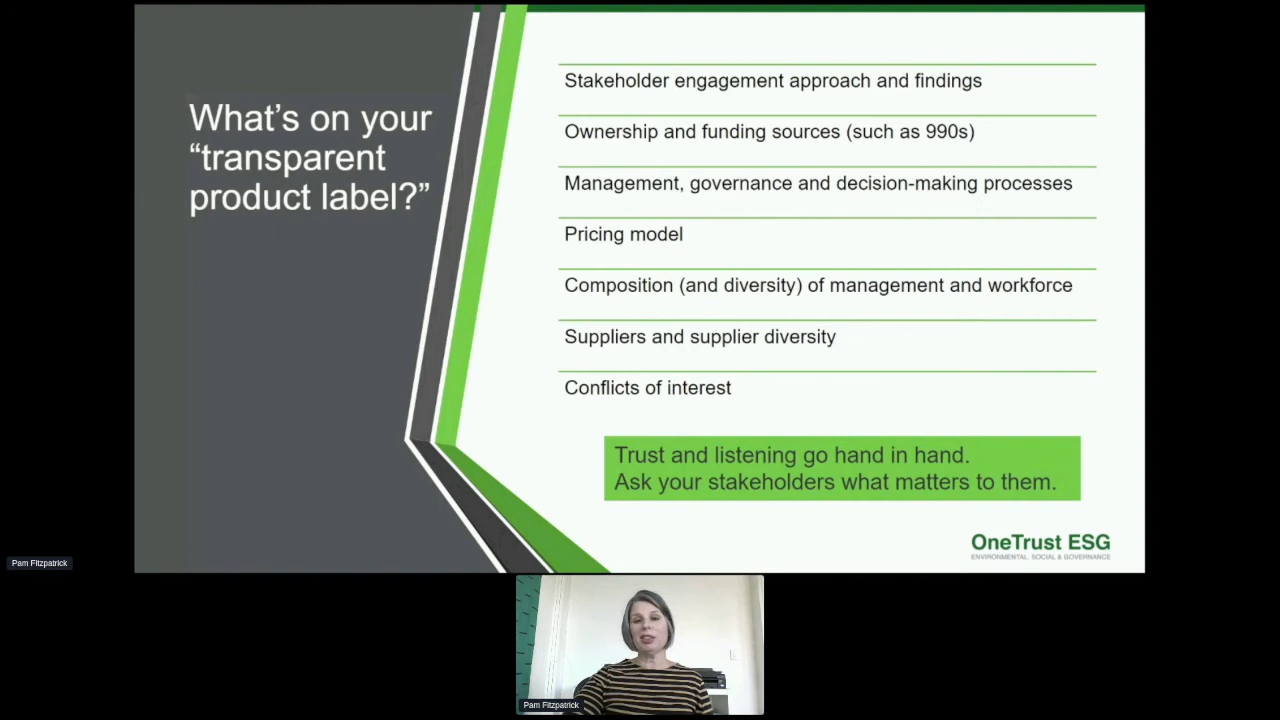 What's on your
“transparent
product label?”
Stakeholder engagement approach and findings
Ownership and funding sources (such as 990s)
Management, governance and decision-making processes
Pricing model
Composition (and diversity) of management and workforce
Suppliers and supplier diversity
Conflicts of interest
Trust and listening go hand in hand.
Ask your stakeholders what matters to them.
OneTrust ESG
ENVIRONMENTAL, SOCIAL & GOVERNANCE
Pam Fitzpatrick
Pam Fitzpatrick